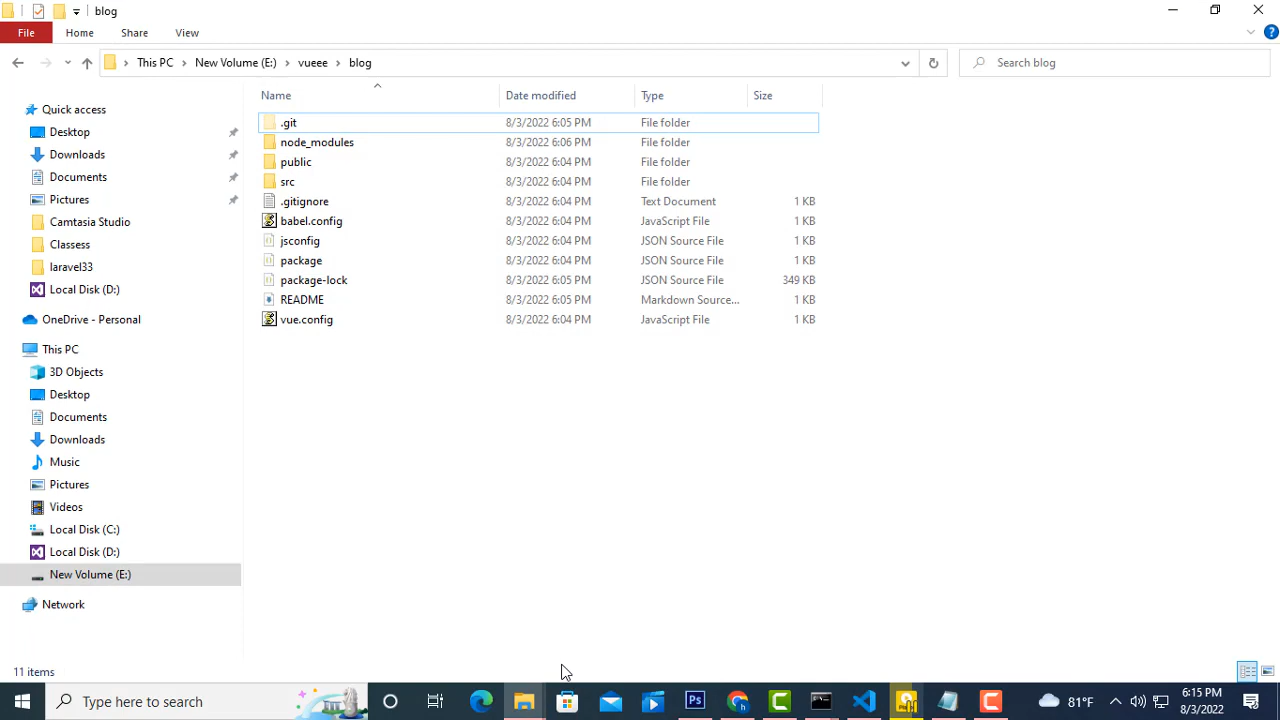 blog
File Home Share View
This PC New Volume (E:) vueee blog
Search blog
Name Date modified Type Size
.git 8/3/2022 6:05 PM File folder
node_modules 8/3/2022 6:06 PM File folder
public 8/3/2022 6:04 PM File folder
src 8/3/2022 6:04 PM File folder
.gitignore 8/3/2022 6:04 PM Text Document 1 KB
babel.config 8/3/2022 6:04 PM JavaScript File 1 KB
jsconfig 8/3/2022 6:04 PM JSON Source File 1 KB
package 8/3/2022 6:04 PM JSON Source File 1 KB
package-lock 8/3/2022 6:05 PM JSON Source File 349 KB
README 8/3/2022 6:05 PM Markdown Source... 1 KB
vue.config 8/3/2022 6:04 PM JavaScript File 1 KB
Quick access
Desktop
Downloads
Documents
Pictures
Camtasia Studio
Classess
laravel33
Local Disk (D:)
OneDrive - Personal
This PC
3D Objects
Desktop
Documents
Downloads
Music
Pictures
Videos
Local Disk (C:)
Local Disk (D:)
New Volume (E:)
Network
11 items
Type here to search
Ps
81°F
6:15 PM
8/3/2022